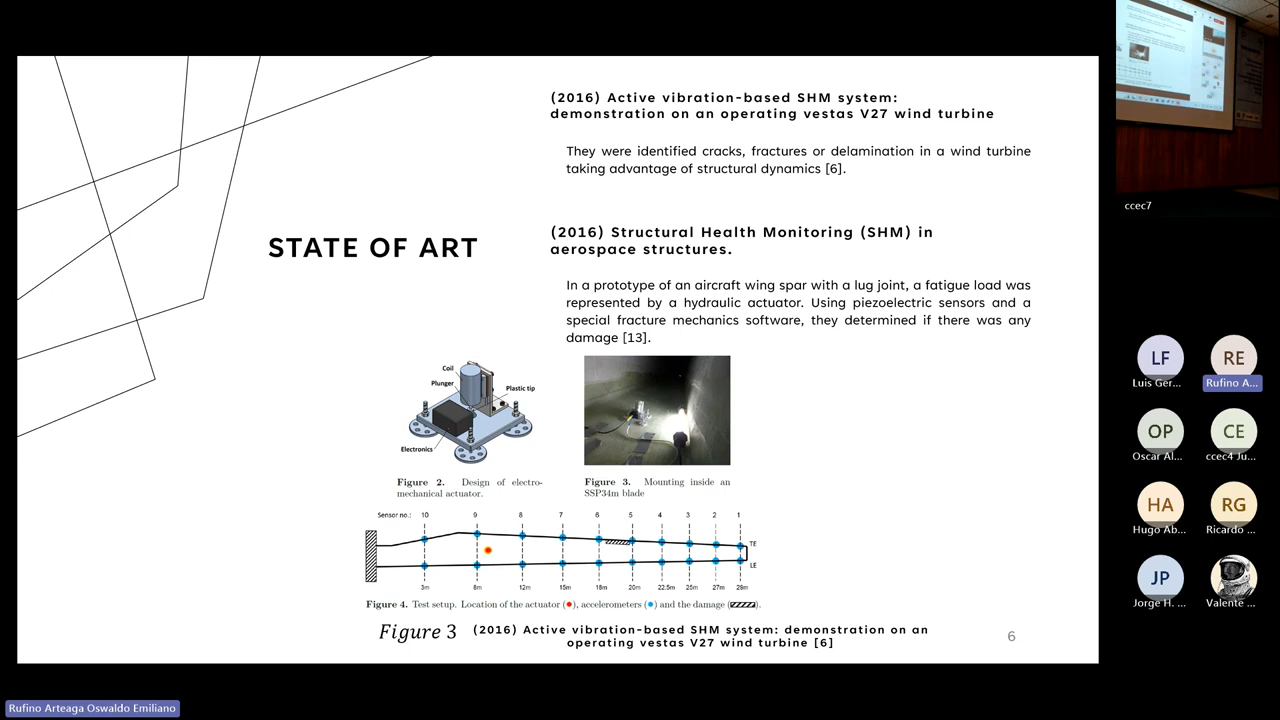 (2016) Active vibration-based SHM system:
demonstration on an operating vestas V27 wind turbine
They were identified cracks, fractures or delamination in a wind turbine
taking advantage of structural dynamics [6].
STATE OF ART
(2016) Structural Health Monitoring (SHM) in
aerospace structures.
In a prototype of an aircraft wing spar with a lug joint, a fatigue load was
represented by a hydraulic actuator. Using piezoelectric sensors and a
special fracture mechanics software, they determined if there was any
damage [13].
Coil
Plunger
Plastic tip
Electronics
Figure 2. Design of electro-
mechanical actuator.
Figure 3. Mounting inside an
SSP34m blade
Sensor no.: 10 9 8 7 6 5 4 3 2 1
TE
LE
3m 8m 12m 15m 18m 20m 22.5m 25m 27m 28m
Figure 4. Test setup. Location of the actuator (●), accelerometers (●) and the damage ( ).
Figure 3
(2016) Active vibration-based SHM system: demonstration on an
operating vestas V27 wind turbine [6]
6
ccec7
LF
Luis Ger...
RE
Rufino A...
OP
Oscar Al...
CE
ccec4 Ju...
HA
Hugo Ab...
RG
Ricardo ...
JP
Jorge H. ...
Valente ...
Rufino Arteaga Oswaldo Emiliano